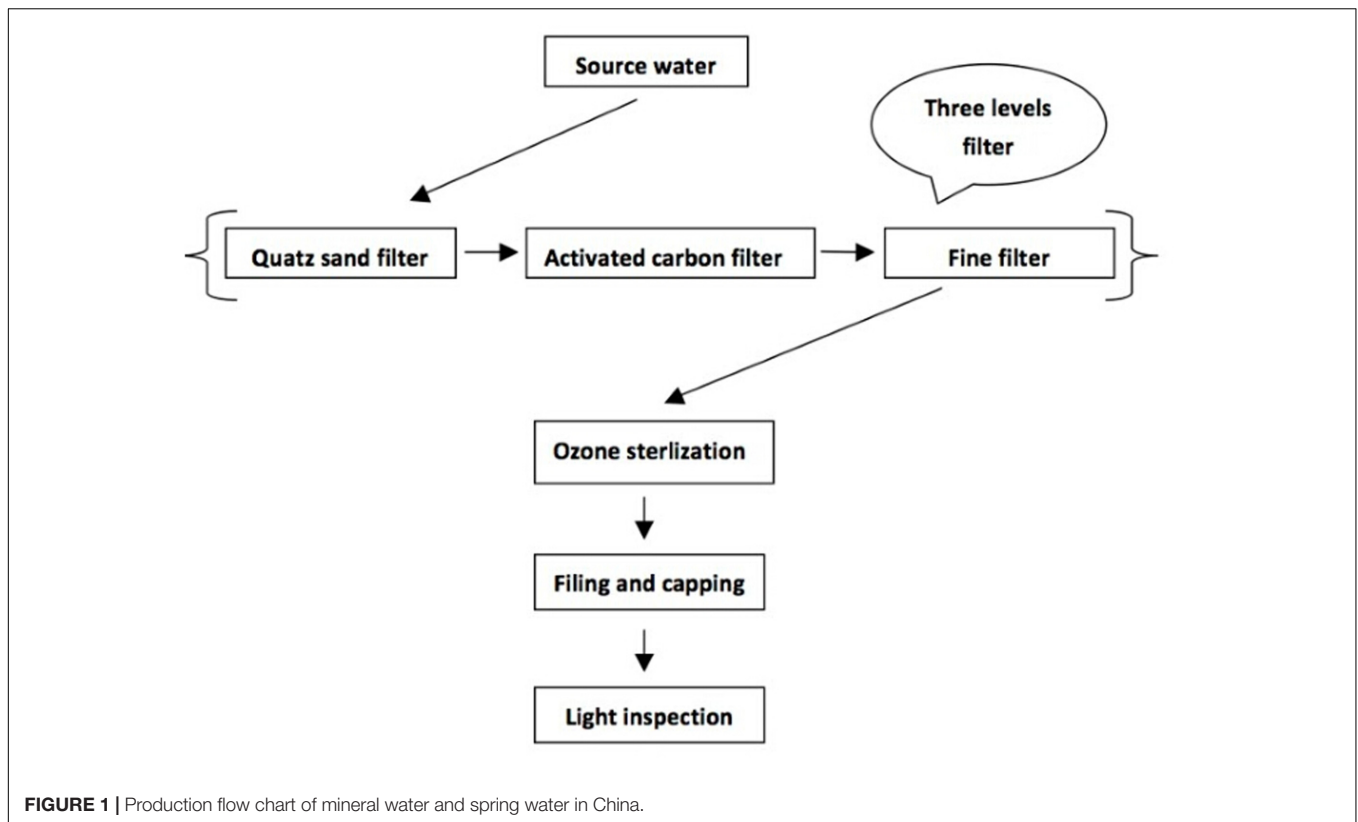 Source water
Three levels
filter
Quatz sand filter
Activated carbon filter
Fine filter
Ozone sterlization
Filing and capping
Light inspection
FIGURE 1 | Production flow chart of mineral water and spring water in China.